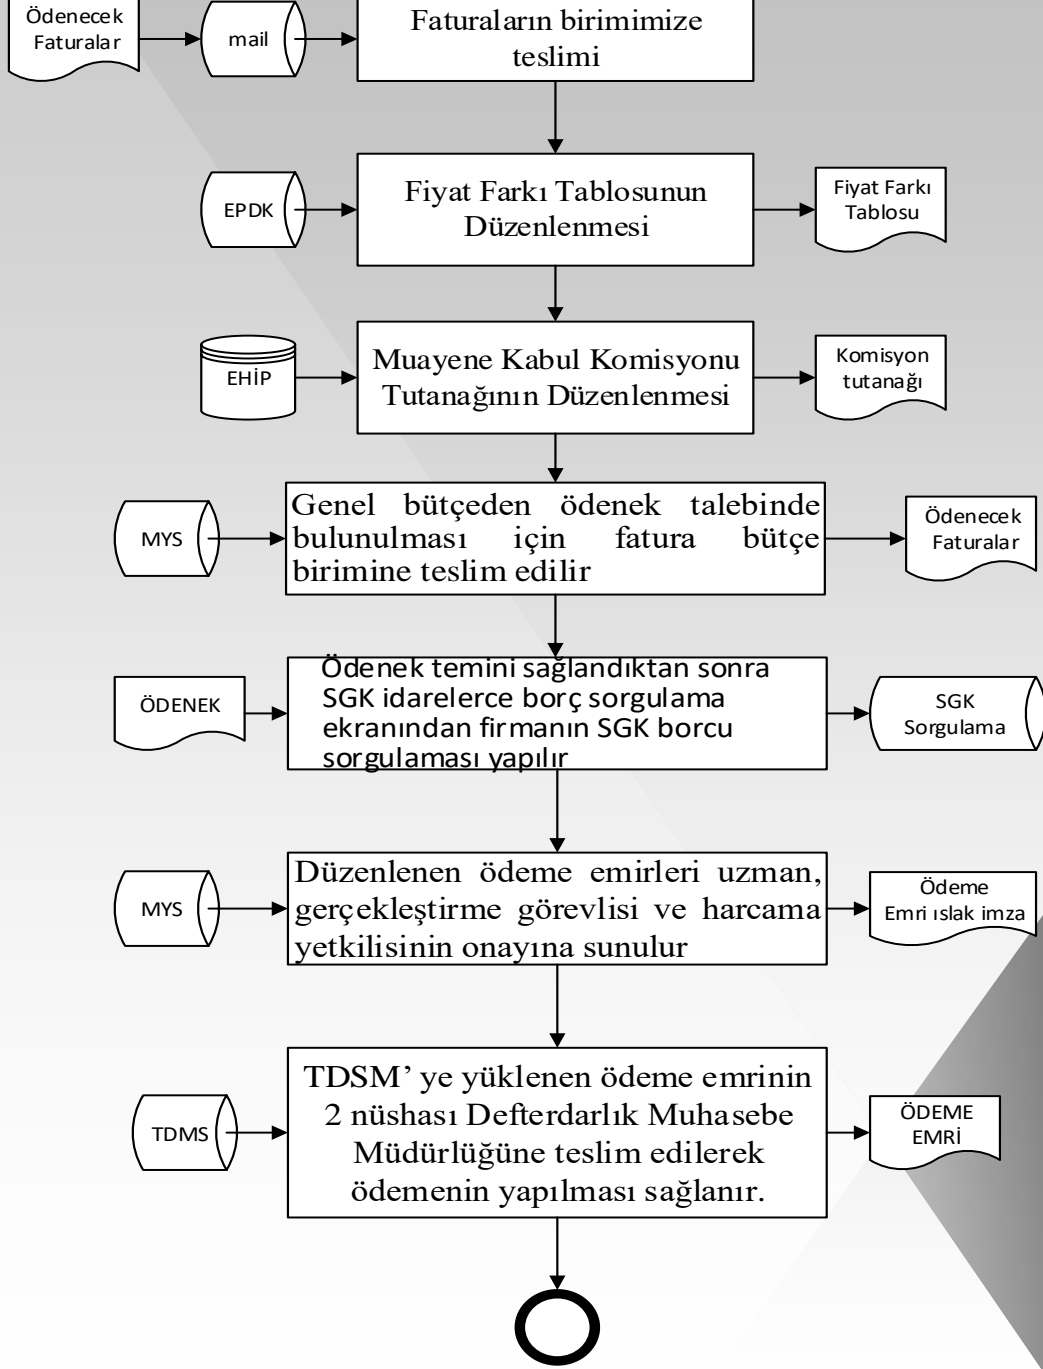 Ödenecek
Faturalar
mail
Faturaların birimimize
teslimi
EPDK
Fiyat Farkı Tablosunun
Düzenlenmesi
Fiyat Farkı
Tablosu
EHİP
Muayene Kabul Komisyonu
Tutanağının Düzenlenmesi
Komisyon
tutanağı
MYS
Genel bütçeden ödenek talebinde
bulunulması için fatura bütçe
birimine teslim edilir
Ödenecek
Faturalar
ÖDENEK
Ödenek temini sağlandıktan sonra
SGK idarelerce borç sorgulama
ekranından firmanın SGK borcu
sorgulaması yapılır
SGK
Sorgulama
MYS
Düzenlenen ödeme emirleri uzman,
gerçekleştirme görevlisi ve harcama
yetkilisinin onayına sunulur
Ödeme
Emri ıslak imza
TDMS
TDSM’ ye yüklenen ödeme emrinin
2 nüshası Defterdarlık Muhasebe
Müdürlüğüne teslim edilerek
ödemenin yapılması sağlanır.
ÖDEME
EMRİ